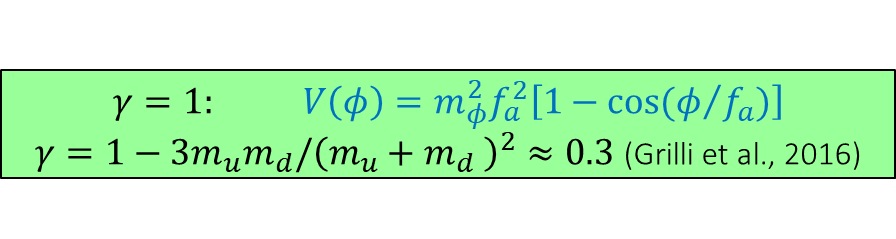 γ = 1: V(ϕ) = m_ϕ^2 f_a^2 [1 − cos(ϕ/f_a)]
γ = 1 − 3m_u m_d/(m_u + m_d )^2 ≈ 0.3 (Grilli et al., 2016)